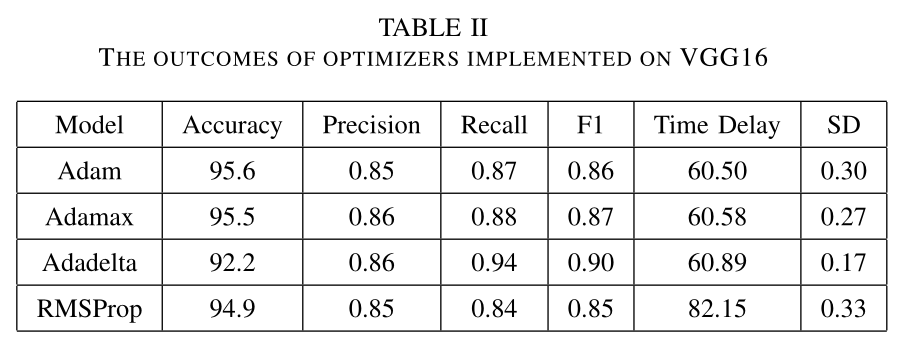 TABLE II
THE OUTCOMES OF OPTIMIZERS IMPLEMENTED ON VGG16
Model Accuracy Precision Recall F1 Time Delay SD
Adam 95.6 0.85 0.87 0.86 60.50 0.30
Adamax 95.5 0.86 0.88 0.87 60.58 0.27
Adadelta 92.2 0.86 0.94 0.90 60.89 0.17
RMSProp 94.9 0.85 0.84 0.85 82.15 0.33